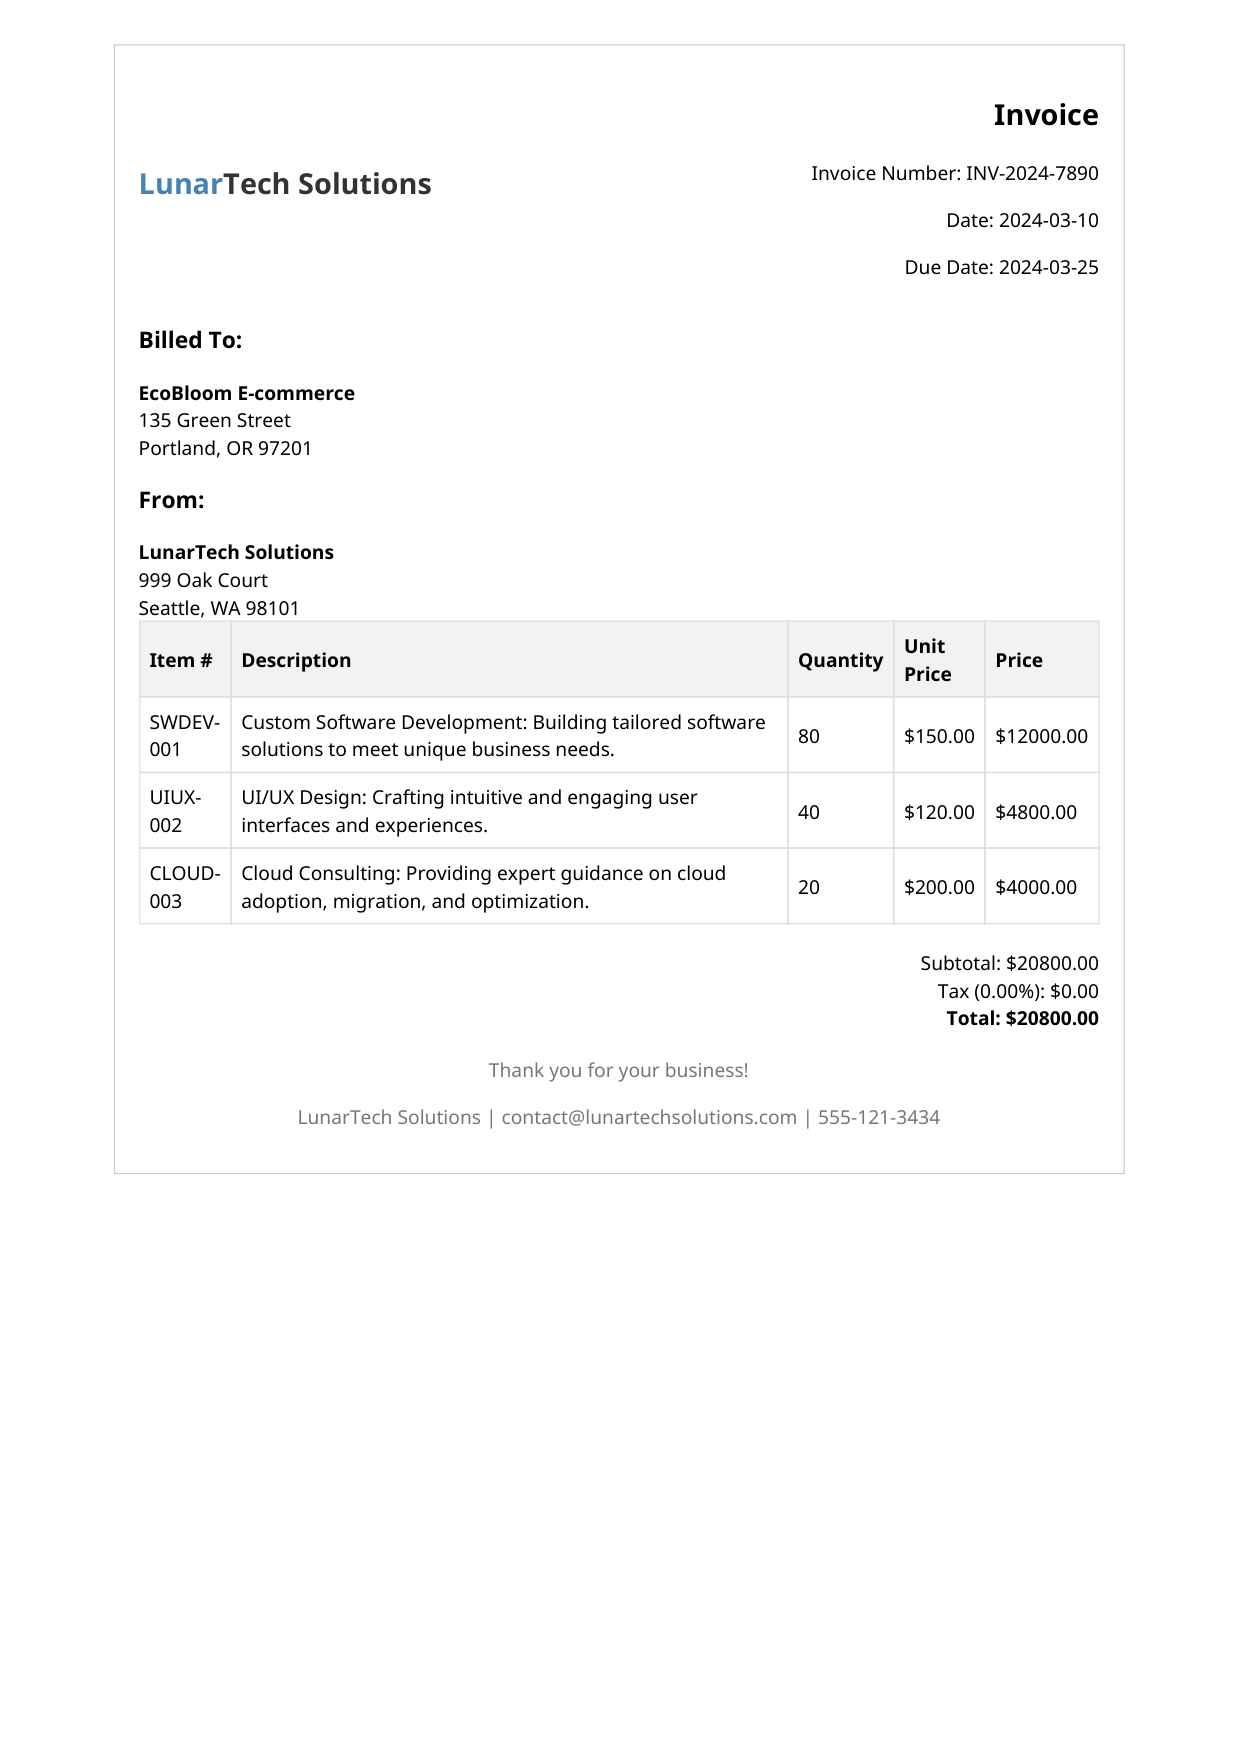 Invoice
LunarTech Solutions
Invoice Number: INV-2024-7890
Date: 2024-03-10
Due Date: 2024-03-25
Billed To:
EcoBloom E-commerce
135 Green Street
Portland, OR 97201
From:
LunarTech Solutions
999 Oak Court
Seattle, WA 98101
Item # Description Quantity Unit Price Price
SWDEV-001 Custom Software Development: Building tailored software solutions to meet unique business needs. 80 $150.00 $12000.00
UIUX-002 UI/UX Design: Crafting intuitive and engaging user interfaces and experiences. 40 $120.00 $4800.00
CLOUD-003 Cloud Consulting: Providing expert guidance on cloud adoption, migration, and optimization. 20 $200.00 $4000.00
Subtotal: $20800.00
Tax (0.00%): $0.00
Total: $20800.00
Thank you for your business!
LunarTech Solutions | contact@lunartechsolutions.com | 555-121-3434